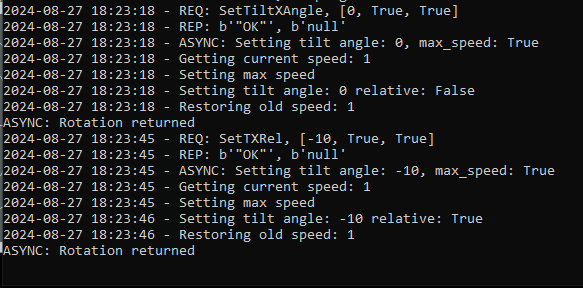 2024-08-27 18:23:18 - REQ: SetTiltXAngle, [0, True, True]
2024-08-27 18:23:18 - REP: b'"OK"', b'null'
2024-08-27 18:23:18 - ASYNC: Setting tilt angle: 0, max_speed: True
2024-08-27 18:23:18 - Getting current speed: 1
2024-08-27 18:23:18 - Setting max speed
2024-08-27 18:23:18 - Setting tilt angle: 0 relative: False
2024-08-27 18:23:18 - Restoring old speed: 1
ASYNC: Rotation returned
2024-08-27 18:23:45 - REQ: SetTXRel, [-10, True, True]
2024-08-27 18:23:45 - REP: b'"OK"', b'null'
2024-08-27 18:23:45 - ASYNC: Setting tilt angle: -10, max_speed: True
2024-08-27 18:23:45 - Getting current speed: 1
2024-08-27 18:23:45 - Setting max speed
2024-08-27 18:23:46 - Setting tilt angle: -10 relative: True
2024-08-27 18:23:46 - Restoring old speed: 1
ASYNC: Rotation returned